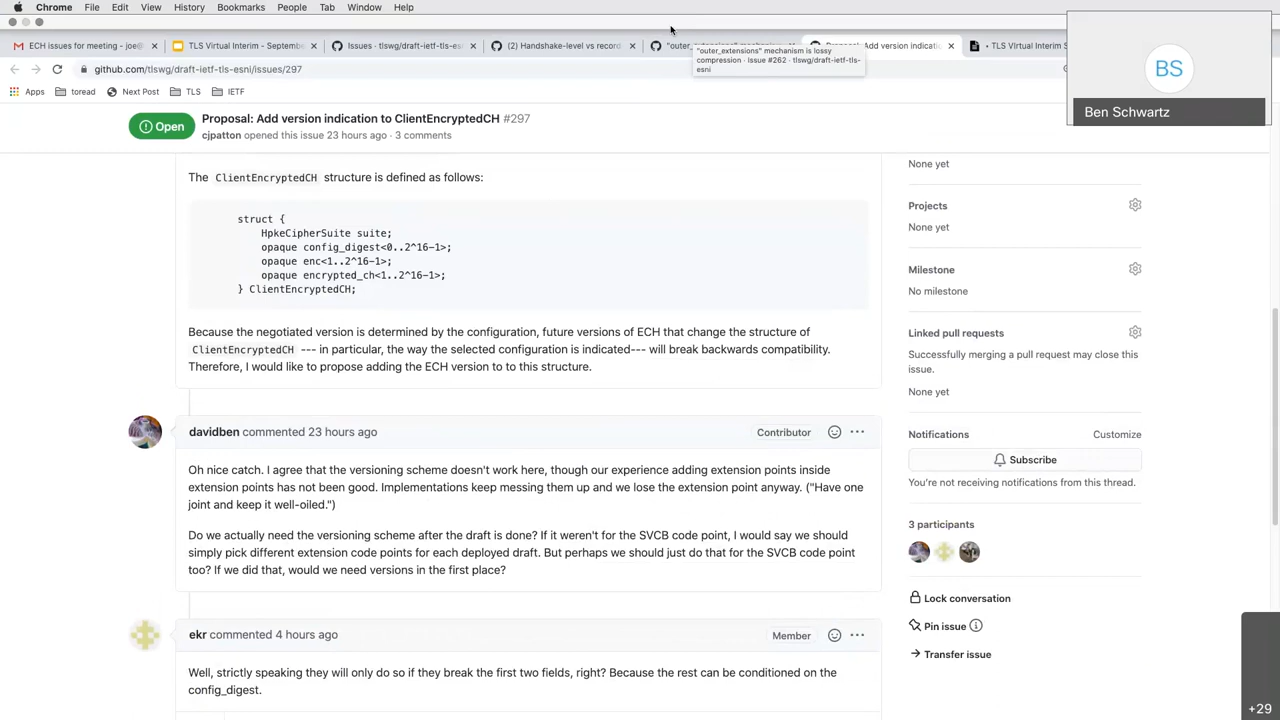 Chrome File Edit View History Bookmarks People Tab Window Help
ECH issues for meeting - joe@
TLS Virtual Interim - Septembe
Issues · tlswg/draft-ietf-tls-es
(2) Handshake-level vs record
Proposal: Add version indicati
TLS Virtual Interim S
"outer_extensions" mechanism is lossy
compression · issue #262 · tlswg/draft-ietf-tls-
esni
github.com/tlswg/draft-ietf-tls-esni/issues/297
Apps toread Next Post TLS IETF
BS
Ben Schwartz
Open
Proposal: Add version indication to ClientEncryptedCH #297
cjpatton opened this issue 23 hours ago · 3 comments
The ClientEncryptedCH structure is defined as follows:
struct {
HpkeCipherSuite suite;
opaque config_digest<0..2^16-1>;
opaque enc<1..2^16-1>;
opaque encrypted_ch<1..2^16-1>;
} ClientEncryptedCH;
Because the negotiated version is determined by the configuration, future versions of ECH that change the structure of
ClientEncryptedCH --- in particular, the way the selected configuration is indicated--- will break backwards compatibility.
Therefore, I would like to propose adding the ECH version to to this structure.
davidben commented 23 hours ago
Contributor
Oh nice catch. I agree that the versioning scheme doesn't work here, though our experience adding extension points inside
extension points has not been good. Implementations keep messing them up and we lose the extension point anyway. ("Have one
joint and keep it well-oiled.")
Do we actually need the versioning scheme after the draft is done? If it weren't for the SVCB code point, I would say we should
simply pick different extension code points for each deployed draft. But perhaps we should just do that for the SVCB code point
too? If we did that, would we need versions in the first place?
ekr commented 4 hours ago
Member
Well, strictly speaking they will only do so if they break the first two fields, right? Because the rest can be conditioned on the
config_digest.
None yet
Projects
None yet
Milestone
No milestone
Linked pull requests
Successfully merging a pull request may close this
issue.
None yet
Notifications
Customize
Subscribe
You're not receiving notifications from this thread.
3 participants
Lock conversation
Pin issue
Transfer issue
+29